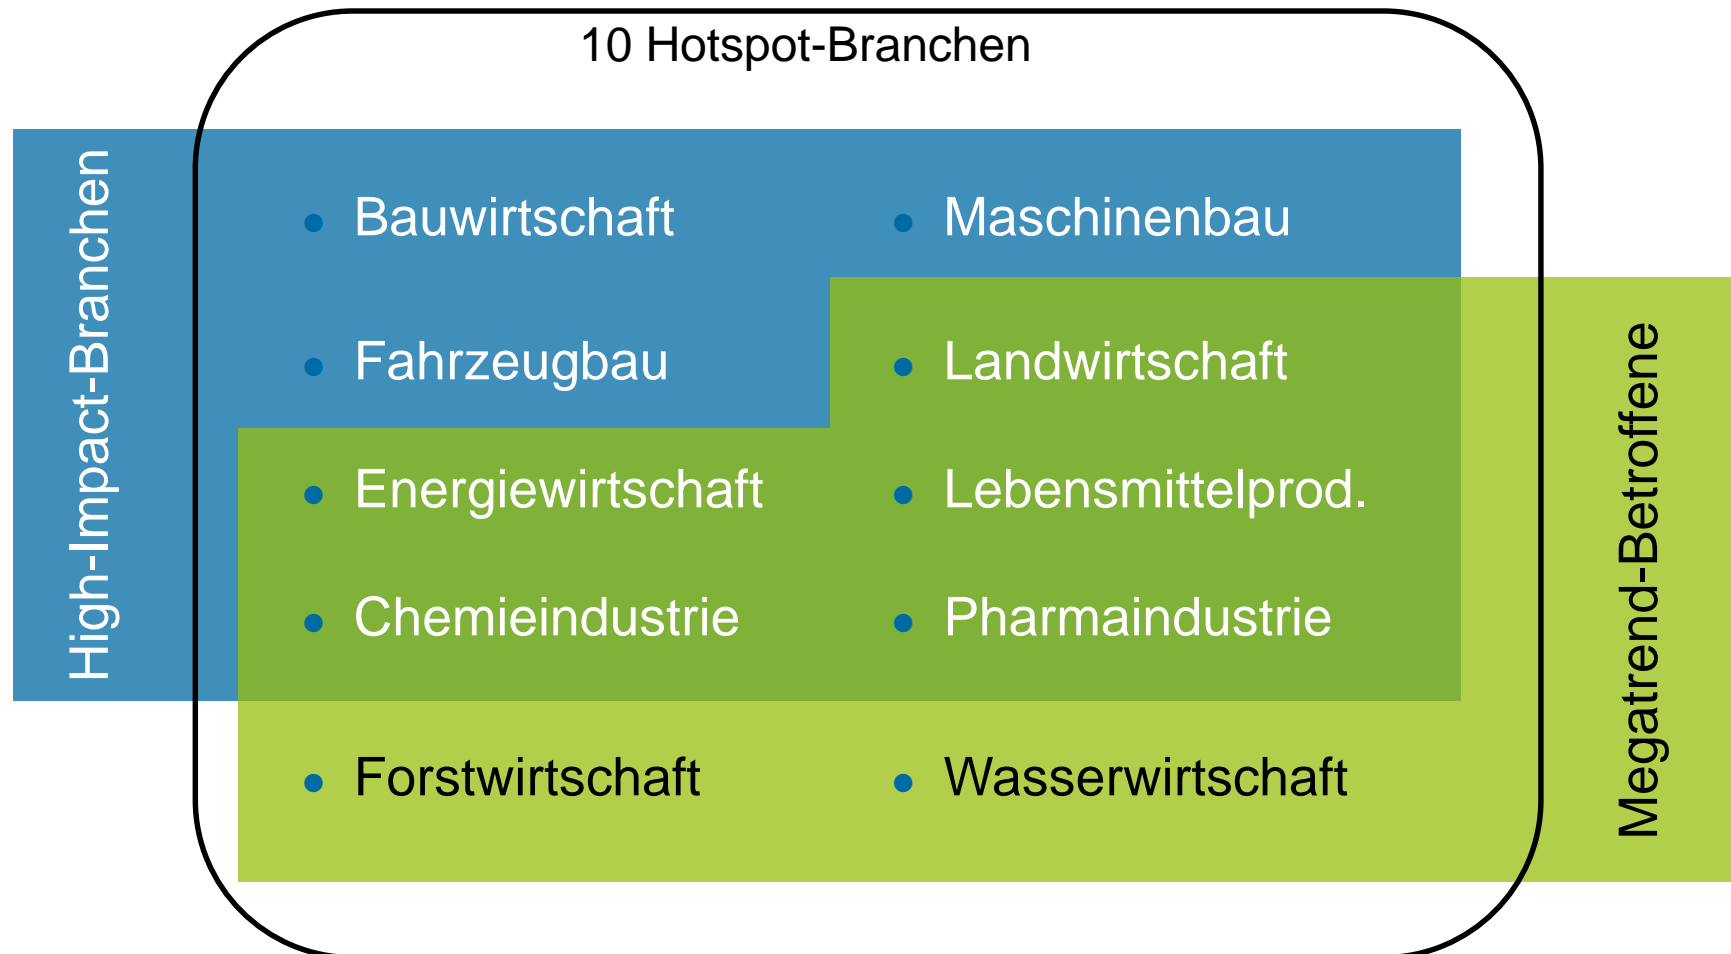 10 Hotspot-Branchen
High-Impact-Branchen
• Bauwirtschaft
• Maschinenbau
• Fahrzeugbau
• Landwirtschaft
• Energiewirtschaft
• Lebensmittelprod.
• Chemieindustrie
• Pharmaindustrie
• Forstwirtschaft
• Wasserwirtschaft
Megatrend-Betroffene